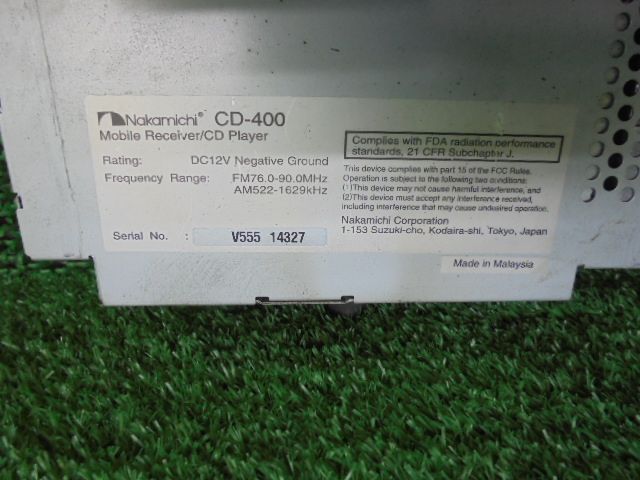 Nakamichi® CD-400
Mobile Receiver/CD Player
Rating: DC12V Negative Ground
Frequency Range: FM76.0-90.0MHz
AM522-1629kHz
Serial No. : V555 14327
Complies with FDA radiation performance
standards, 21 CFR Subchapter J.
This device complies with part 15 of the FCC Rules.
Operation is subject to the following two conditions:
(1)This device may not cause harmful interference, and
(2)This device must accept any interference received,
including interference that may cause undesired operation.
Nakamichi Corporation
1-153 Suzuki-cho, Kodaira-shi, Tokyo, Japan
Made in Malaysia